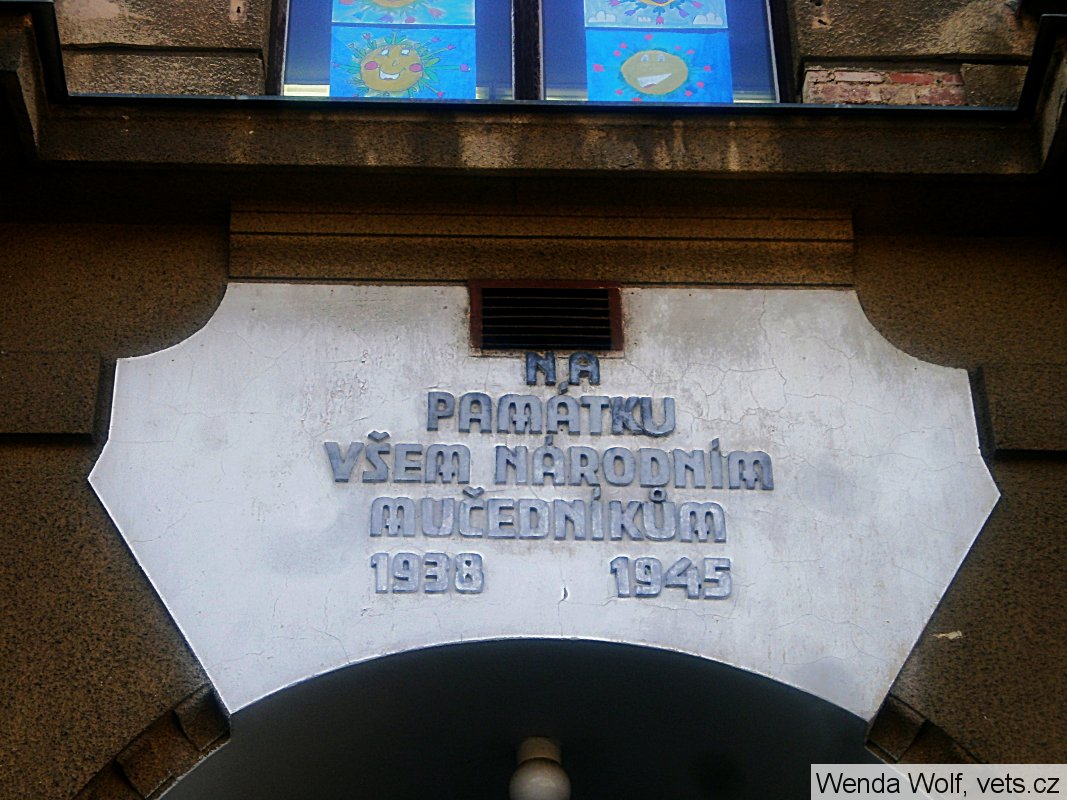 NA
PAMÁTKU
VŠEM NÁRODNÍM
MUČEDNÍKŮM
1938 1945
Wenda Wolf, vets.cz